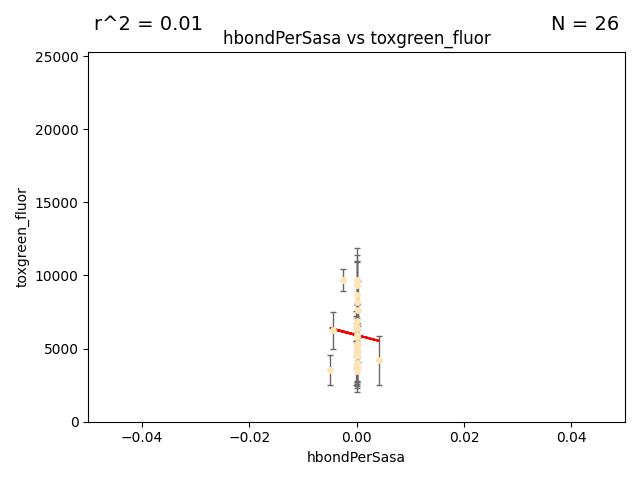 r^2 = 0.01
N = 26
hbondPerSasa vs toxgreen_fluor
25000
20000
15000
10000
5000
0
toxgreen_fluor
−0.04
−0.02
0.00
0.02
0.04
hbondPerSasa